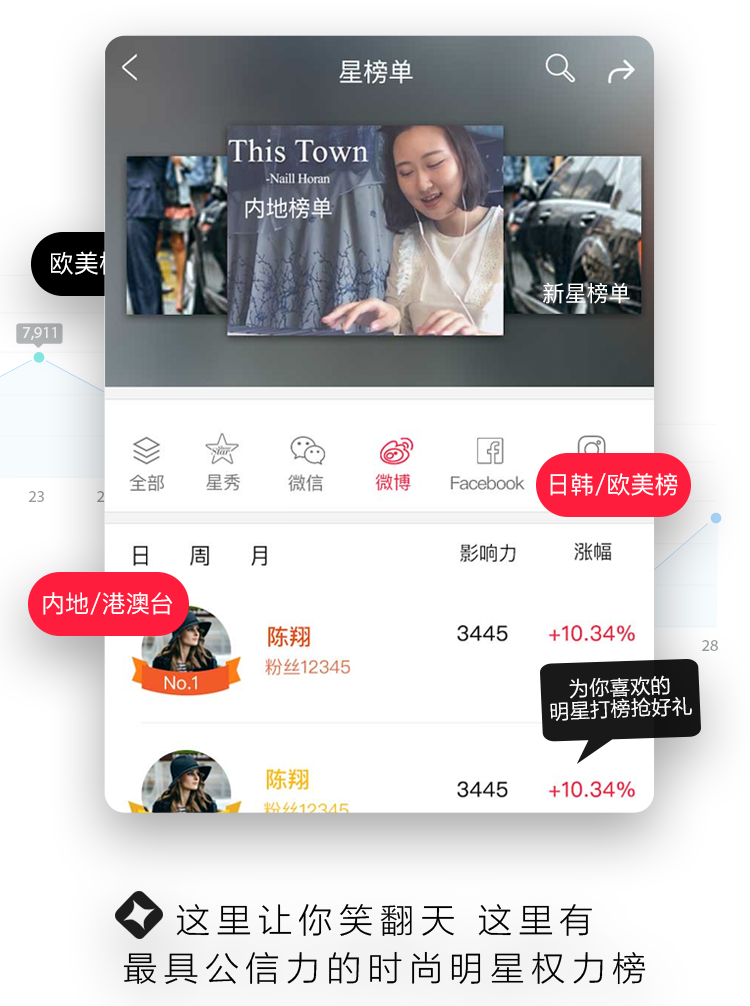 星榜单
This Town
-Naill Horan
内地榜单
新星榜单
欧美
7,911
23
2
全部
星秀
微信
微博
Facebook
日韩/欧美榜
日
周
月
影响力
涨幅
内地/港澳台
No.1
陈翔
粉丝12345
3445
+10.34%
28
为你喜欢的
明星打榜抢好礼
陈翔
粉丝12345
3445
+10.34%
这里让你笑翻天 这里有
最具公信力的时尚明星权力榜